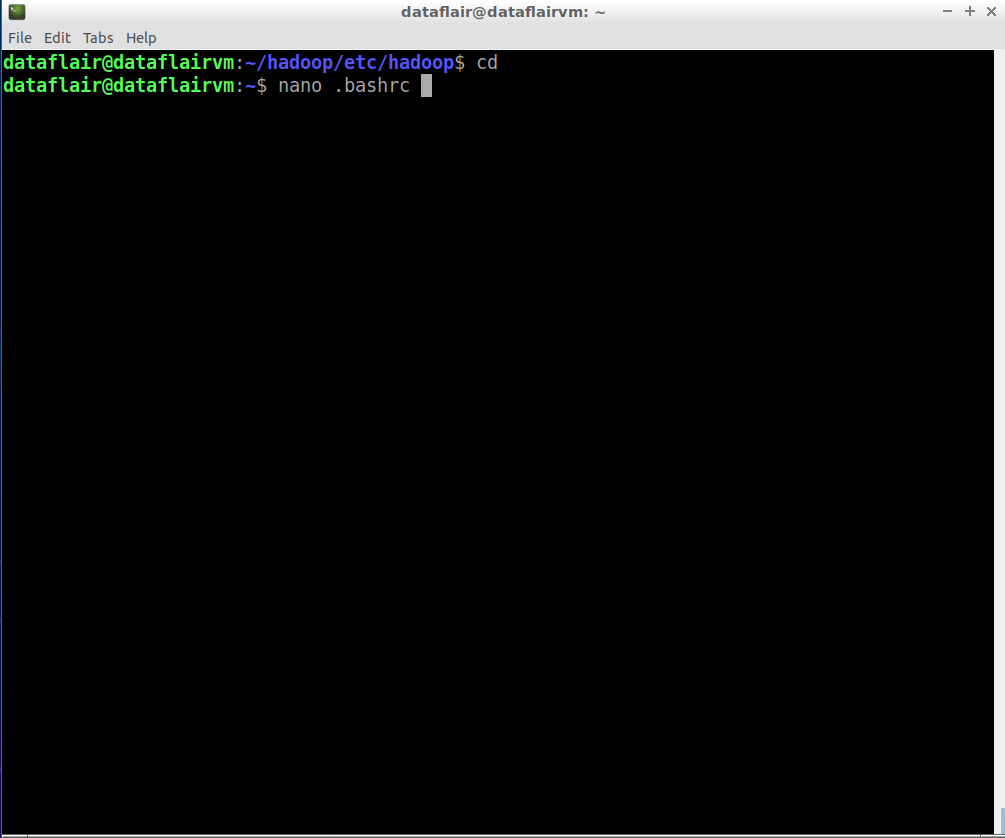 dataflair@dataflairvm: ~
File Edit Tabs Help
dataflair@dataflairvm:~/hadoop/etc/hadoop$ cd
dataflair@dataflairvm:~$ nano .bashrc